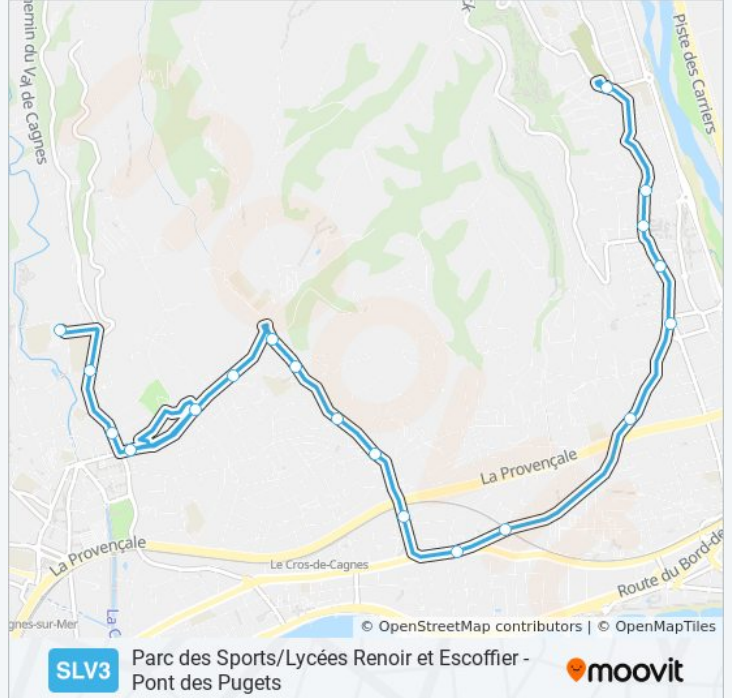 hemin du Val de Cagnes
Piste des Carriers
La Provençale
La Provençale
Le Cros-de-Cagnes
Route du Bord-de
gnes-sur-Mer
© OpenStreetMap contributors | © OpenMapTiles
SLV3
Parc des Sports/Lycées Renoir et Escoffier -
Pont des Pugets
moovit